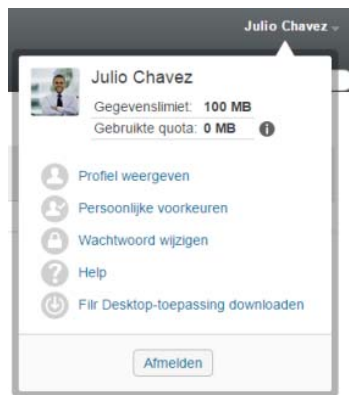 Julio Chavez
Julio Chavez
Gegevenslimiet: 100 MB
Gebruikte quota: 0 MB
Profiel weergeven
Persoonlijke voorkeuren
Wachtwoord wijzigen
Help
Filr Desktop-toepassing downloaden
Afmelden